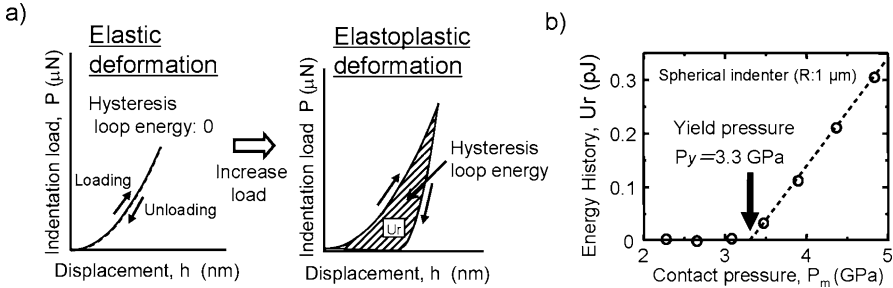 a)
Elastic
deformation
Indentation load, P (μN)
Hysteresis
loop energy: 0
Loading
Unloading
Displacement, h (nm)
Increase
load
Elastoplastic
deformation
Indentation load P (μN)
Hysteresis
loop energy
Ur
Displacement, h (nm)
b)
Energy History, Ur (pJ)
0.3
0.2
0.1
0
Spherical indenter (R:1 μm)
Yield pressure
Py=3.3 GPa
2 3 4 5
Contact pressure, Pm (GPa)